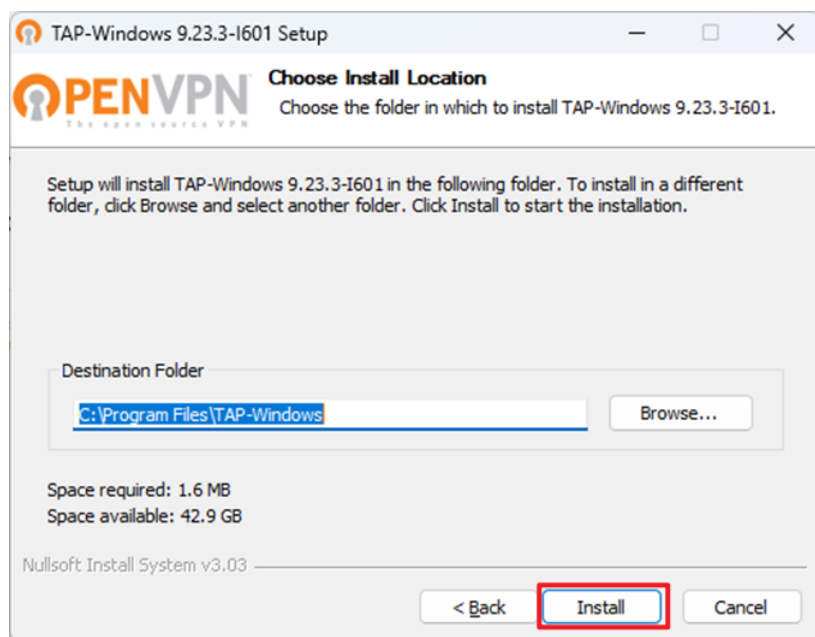 TAP-Windows 9.23.3-I601 Setup
OPENVPN
The open source VPN
Choose Install Location
Choose the folder in which to install TAP-Windows 9.23.3-I601.
Setup will install TAP-Windows 9.23.3-I601 in the following folder. To install in a different
folder, click Browse and select another folder. Click Install to start the installation.
Destination Folder
C:\Program Files\TAP-Windows
Browse...
Space required: 1.6 MB
Space available: 42.9 GB
Nullsoft Install System v3.03
< Back
Install
Cancel